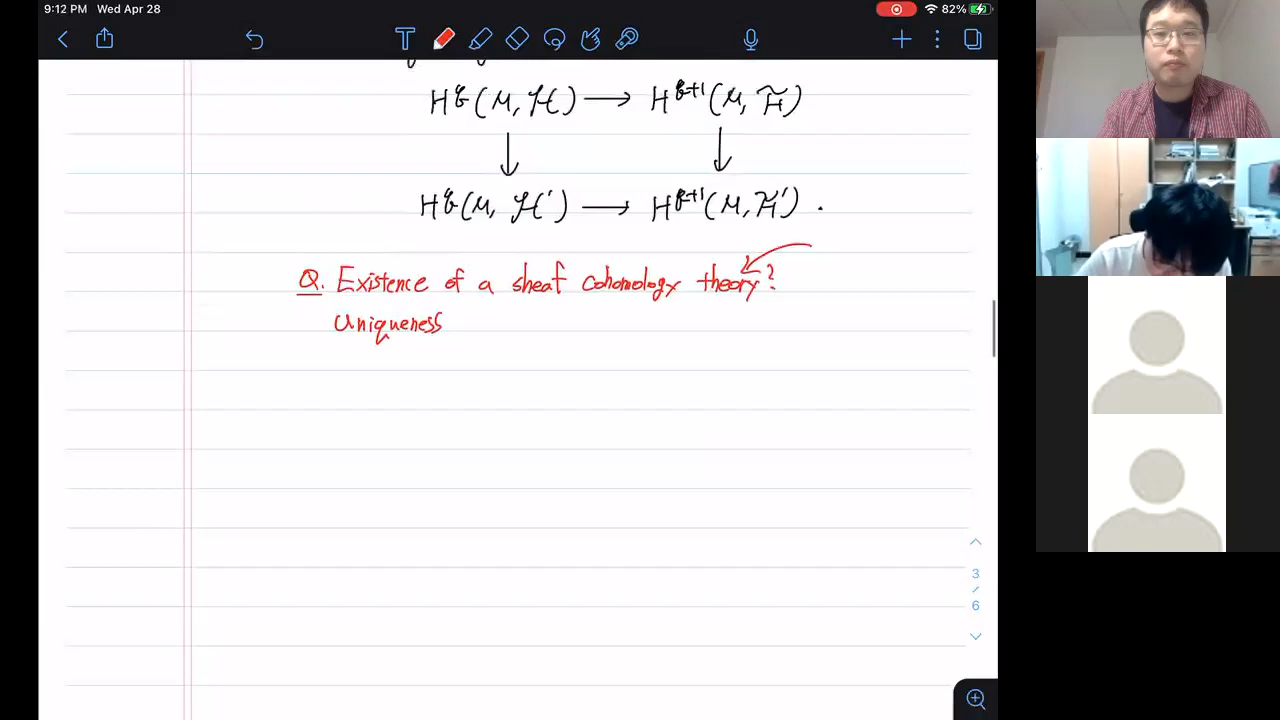 9:12 PM Wed Apr 28
82%
H^q(M, ℋ) ⟶ H^{q+1}(M, ℋ̃)
↓ ↓
H^q(M, ℋ') ⟶ H^{q+1}(M, ℋ̃') .
Q. Existence of a sheaf cohomology theory?
Uniqueness
3
/
6